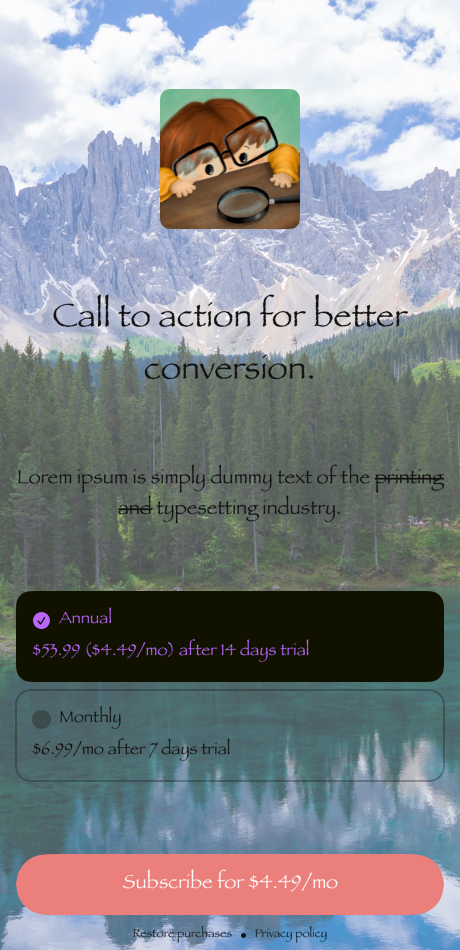 Call to action for better
conversion.
Lorem ipsum is simply dummy text of the printing
and typesetting industry.
Annual
$53.99 ($4.49/mo) after 14 days trial
Monthly
$6.99/mo after 7 days trial
Subscribe for $4.49/mo
Restore purchases • Privacy policy